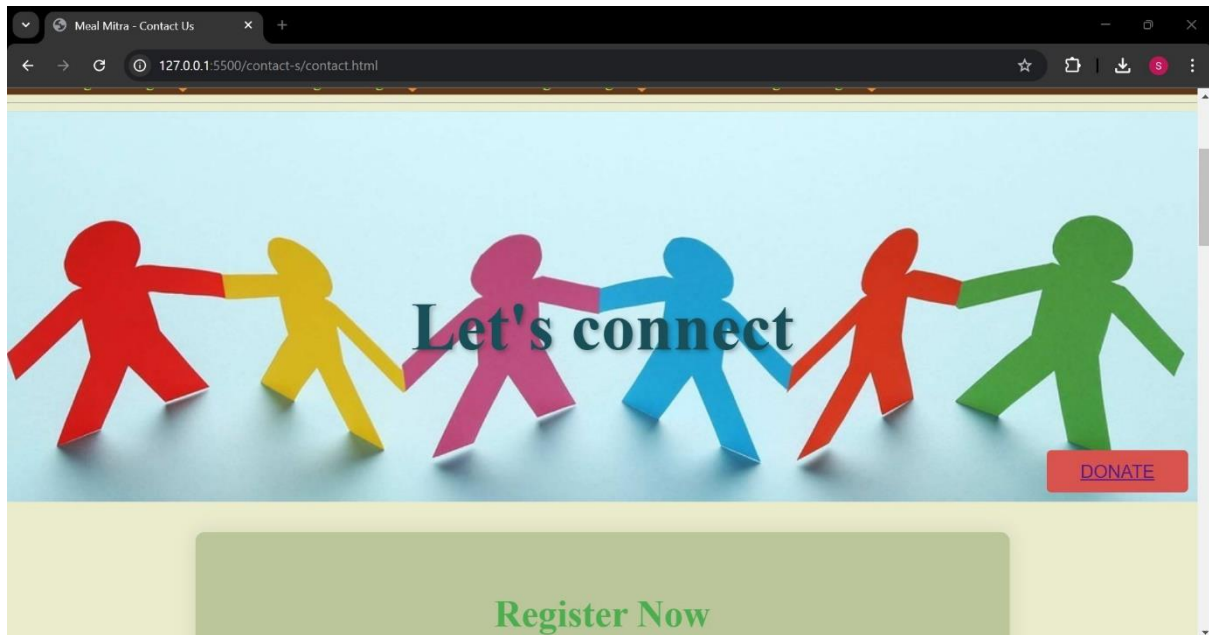 Meal Mitra - Contact Us
127.0.0.1:5500/contact-s/contact.html
S
Let's connect
DONATE
Register Now